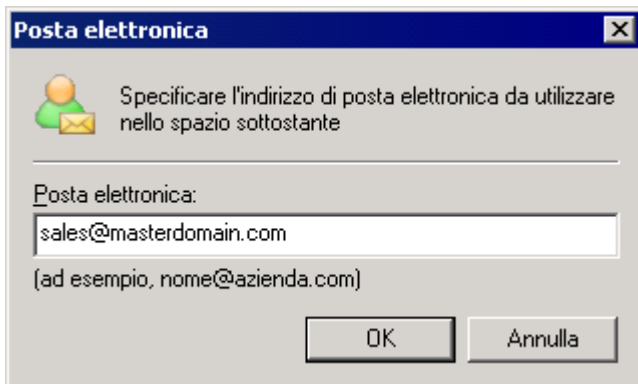 Posta elettronica
Specificare l'indirizzo di posta elettronica da utilizzare
nello spazio sottostante
Posta elettronica:
sales@masterdomain.com
(ad esempio, nome@azienda.com)
OK Annulla